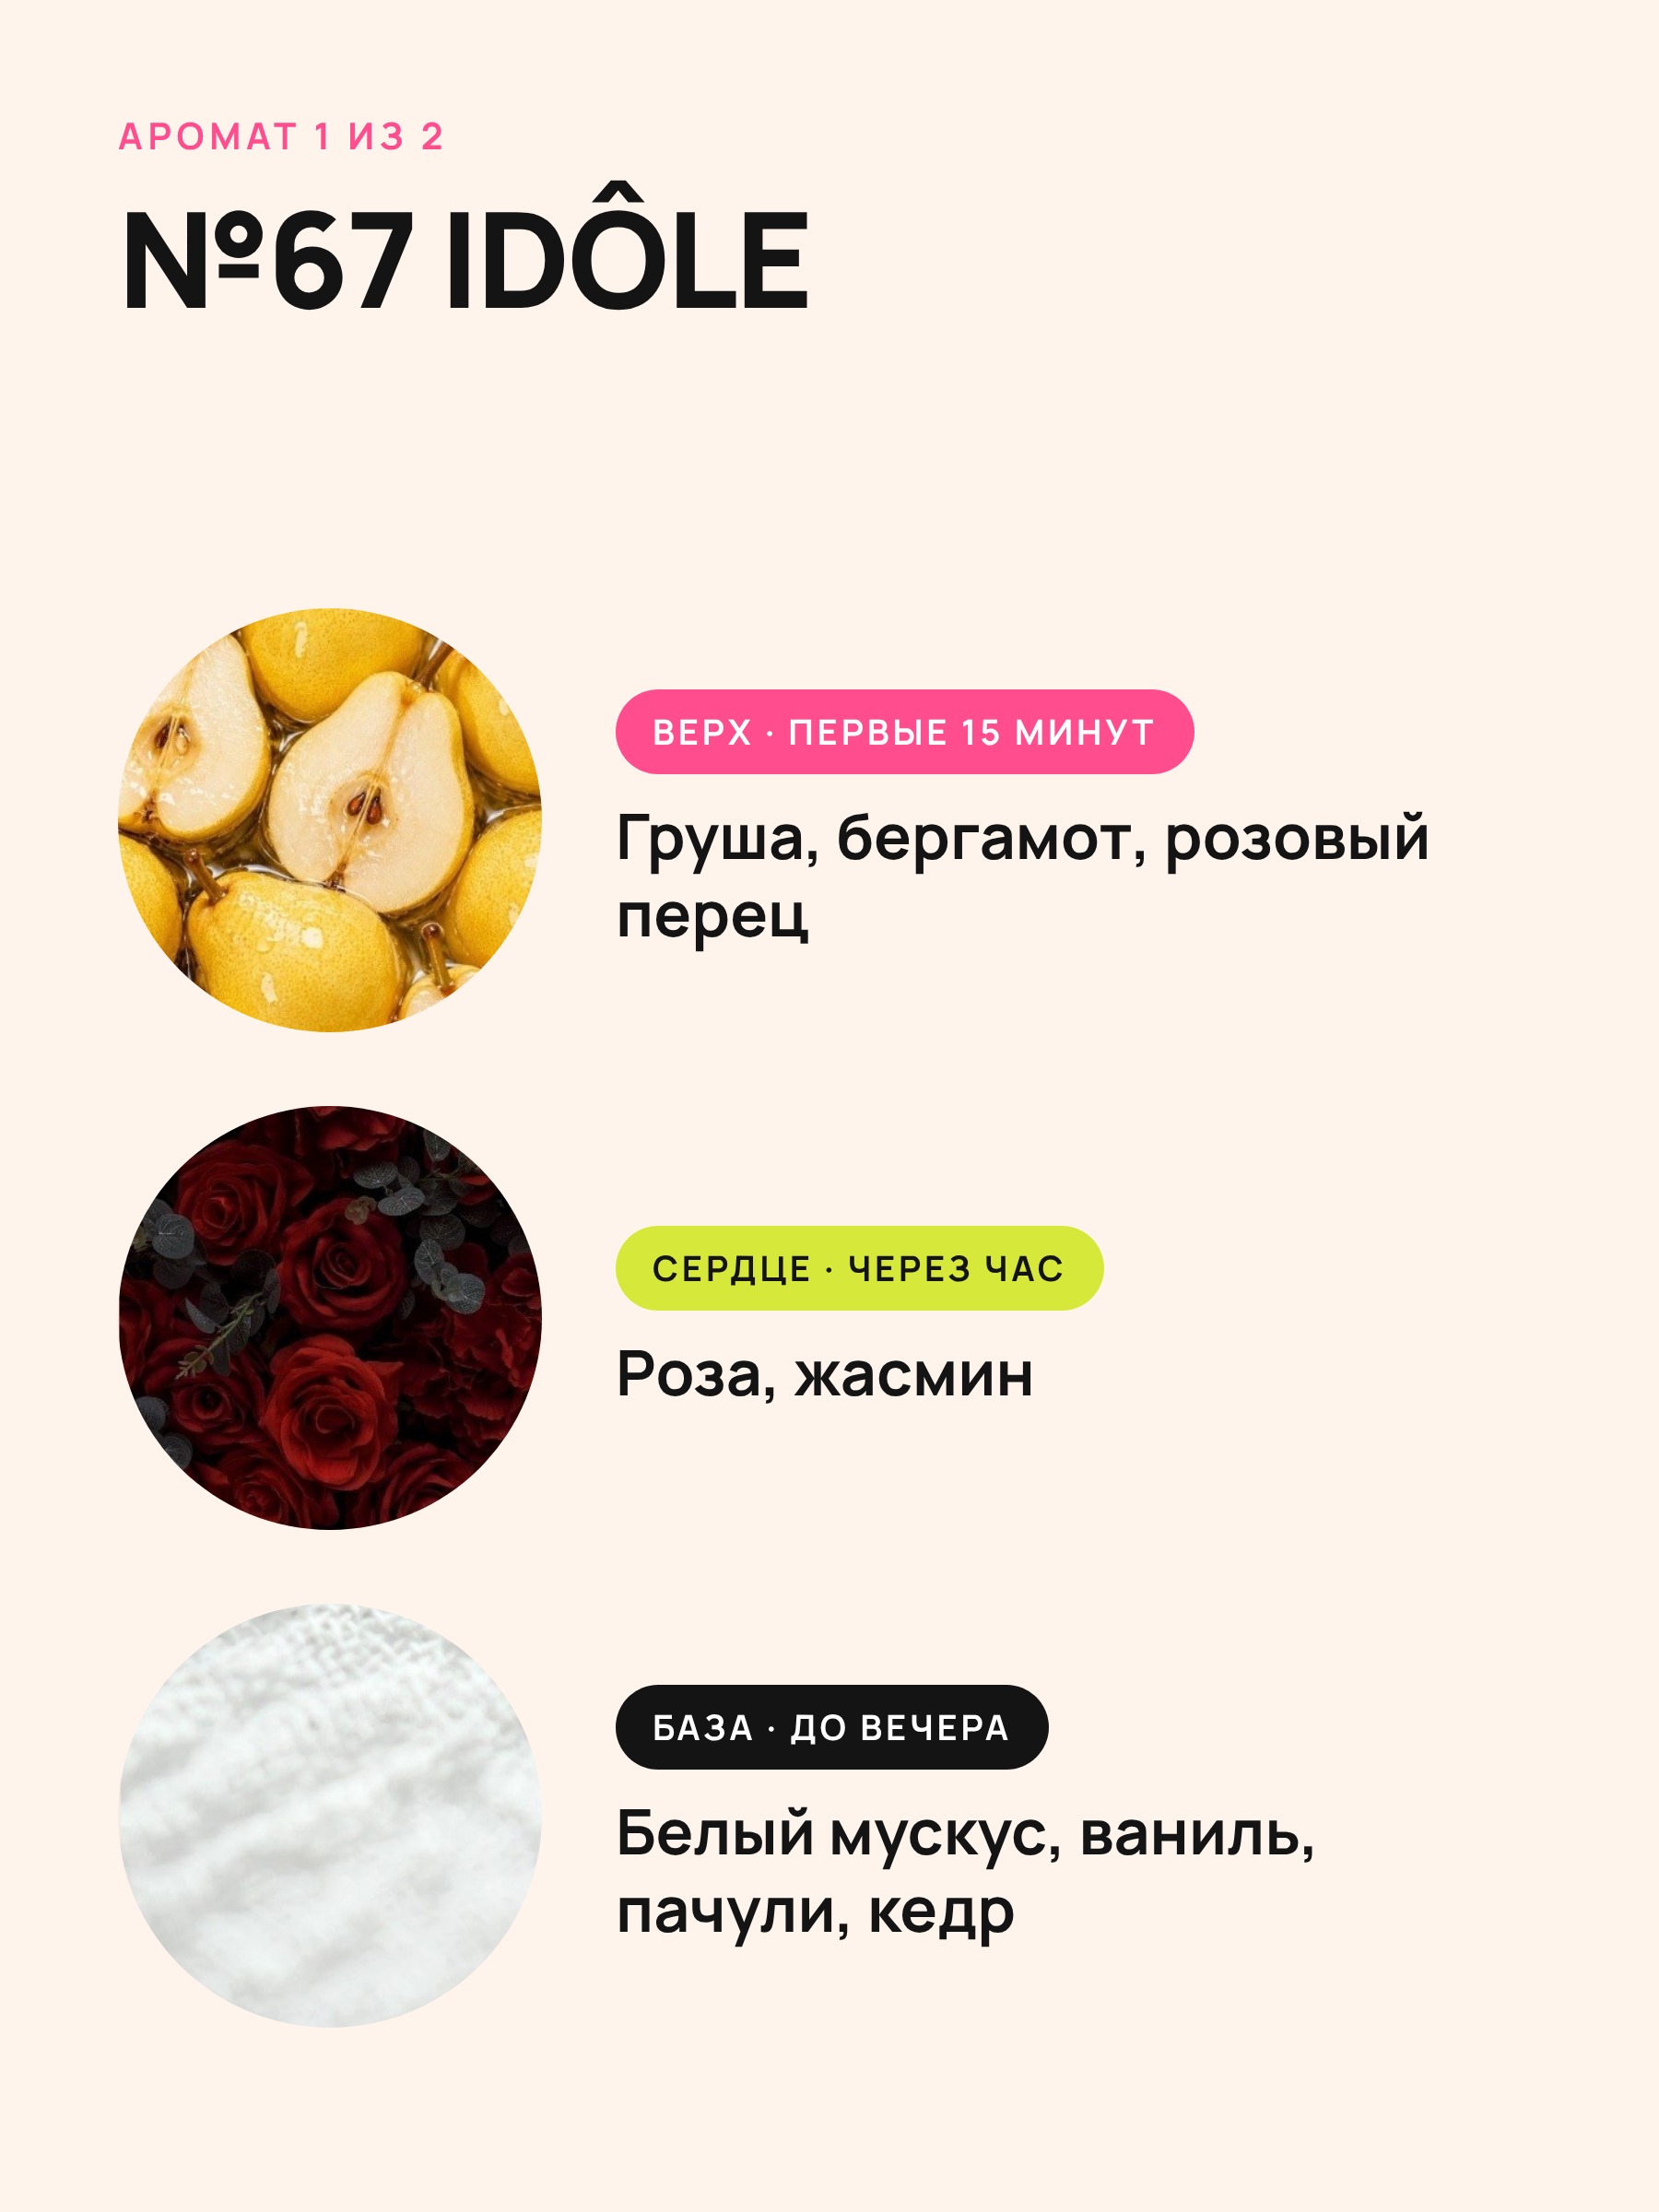 АРОМАТ 1 ИЗ 2
№67 IDÔLE
ВЕРХ · ПЕРВЫЕ 15 МИНУТ
Груша, бергамот, розовый
перец
СЕРДЦЕ · ЧЕРЕЗ ЧАС
Роза, жасмин
БАЗА · ДО ВЕЧЕРА
Белый мускус, ваниль,
пачули, кедр